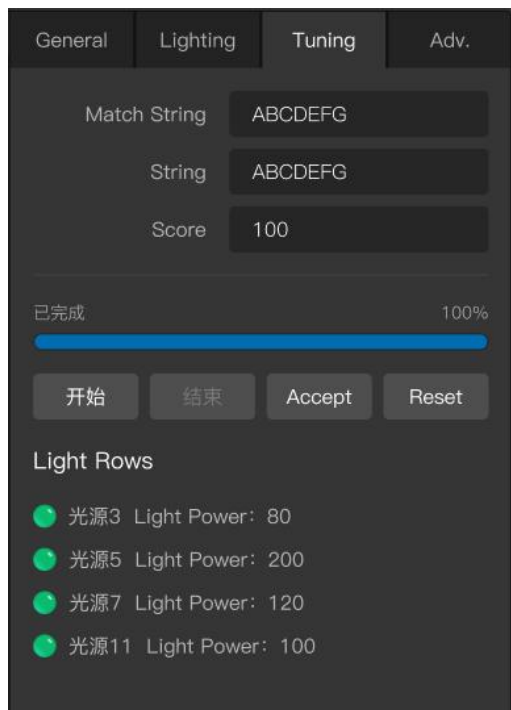 General Lighting Tuning Adv.
Match String ABCDEFG
String ABCDEFG
Score 100
已完成 100%
开始 结束 Accept Reset
Light Rows
光源3 Light Power：80
光源5 Light Power：200
光源7 Light Power：120
光源11 Light Power：100